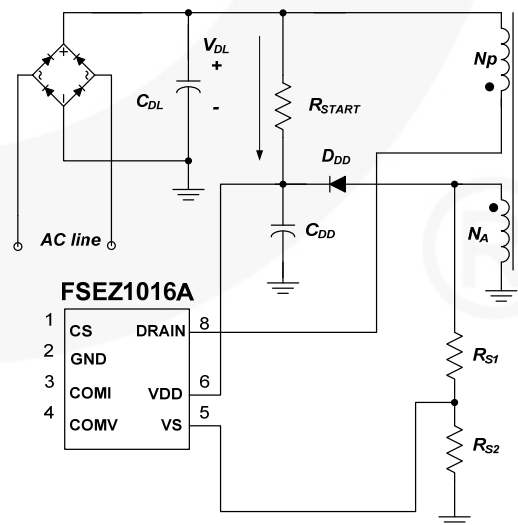 V_DL
+
-
C_DL
R_START
Np
D_DD
C_DD
N_A
AC line
FSEZ1016A
1 CS DRAIN 8
2 GND
3 COMI VDD 6
4 COMV VS 5
R_S1
R_S2
+
~ ~
-
®